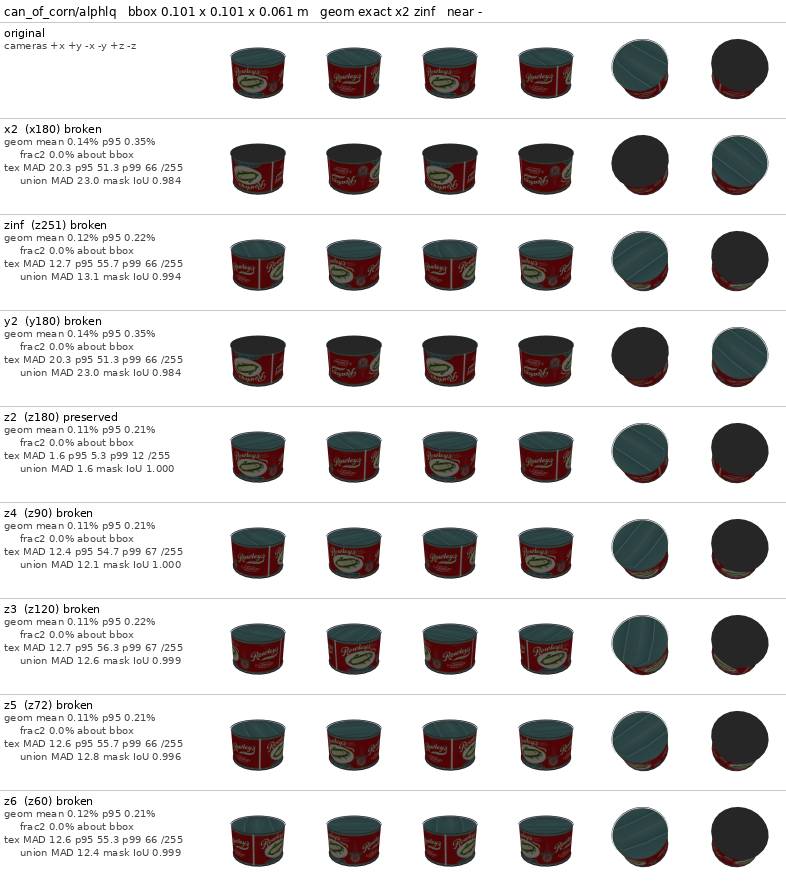 can_of_corn/alphlq   bbox 0.101 x 0.101 x 0.061 m   geom exact x2 zinf   near -
original
cameras +x +y -x -y +z -z
x2  (x180) broken
geom mean 0.14% p95 0.35%
frac2 0.0% about bbox
tex MAD 20.3 p95 51.3 p99 66 /255
union MAD 23.0 mask IoU 0.984
zinf  (z251) broken
geom mean 0.12% p95 0.22%
frac2 0.0% about bbox
tex MAD 12.7 p95 55.7 p99 66 /255
union MAD 13.1 mask IoU 0.994
y2  (y180) broken
geom mean 0.14% p95 0.35%
frac2 0.0% about bbox
tex MAD 20.3 p95 51.3 p99 66 /255
union MAD 23.0 mask IoU 0.984
z2  (z180) preserved
geom mean 0.11% p95 0.21%
frac2 0.0% about bbox
tex MAD 1.6 p95 5.3 p99 12 /255
union MAD 1.6 mask IoU 1.000
z4  (z90) broken
geom mean 0.11% p95 0.21%
frac2 0.0% about bbox
tex MAD 12.4 p95 54.7 p99 67 /255
union MAD 12.1 mask IoU 1.000
z3  (z120) broken
geom mean 0.11% p95 0.22%
frac2 0.0% about bbox
tex MAD 12.7 p95 56.3 p99 67 /255
union MAD 12.6 mask IoU 0.999
z5  (z72) broken
geom mean 0.11% p95 0.21%
frac2 0.0% about bbox
tex MAD 12.6 p95 55.7 p99 66 /255
union MAD 12.8 mask IoU 0.996
z6  (z60) broken
geom mean 0.12% p95 0.21%
frac2 0.0% about bbox
tex MAD 12.6 p95 55.3 p99 66 /255
union MAD 12.4 mask IoU 0.999